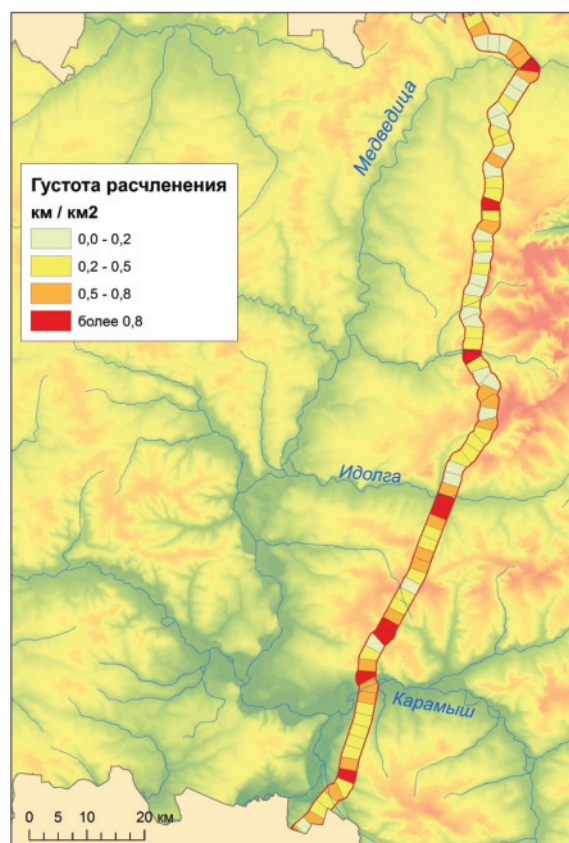 Медведица
Густота расчленения
км / км2
0,0 - 0,2
0,2 - 0,5
0,5 - 0,8
более 0,8
Идолга
Карамыш
0 5 10 20 км